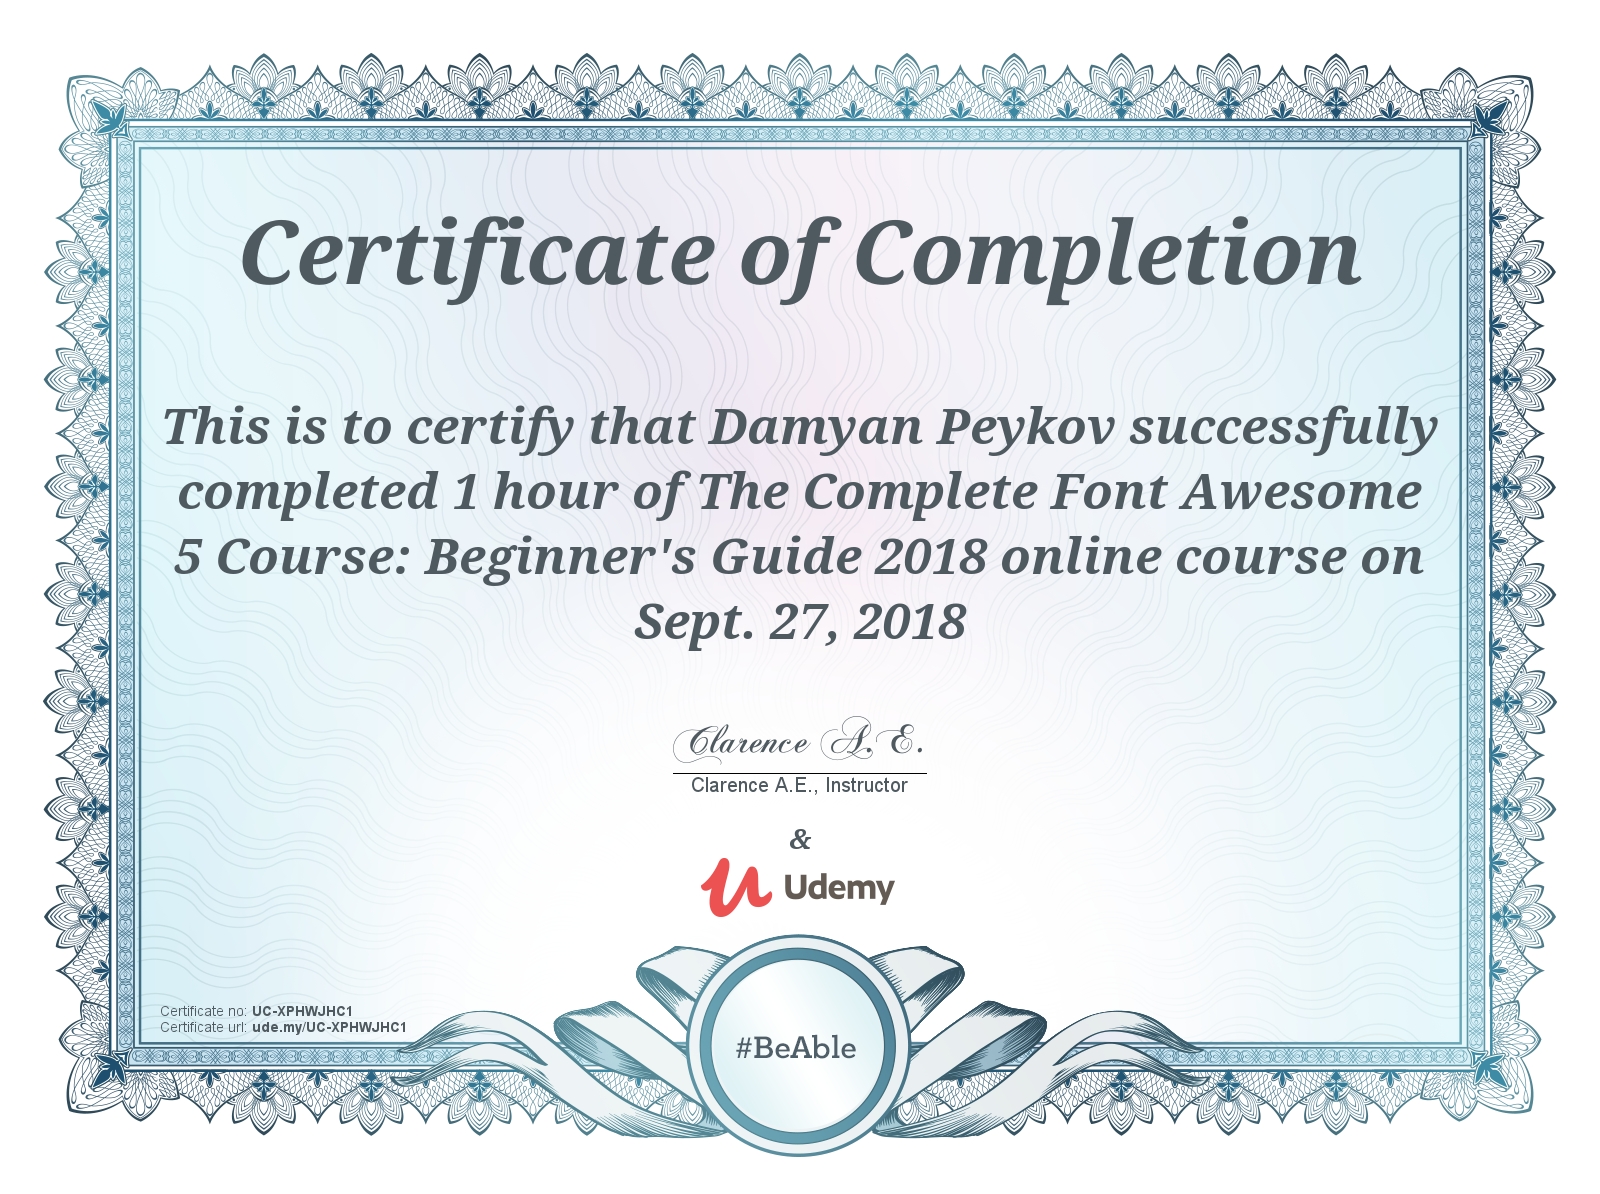 Certificate of Completion
This is to certify that Damyan Peykov successfully
completed 1 hour of The Complete Font Awesome
5 Course: Beginner's Guide 2018 online course on
Sept. 27, 2018
Clarence A. E.
Clarence A.E., Instructor
&
Udemy
Certificate no: UC-XPHWJHC1
Certificate url: ude.my/UC-XPHWJHC1
#BeAble